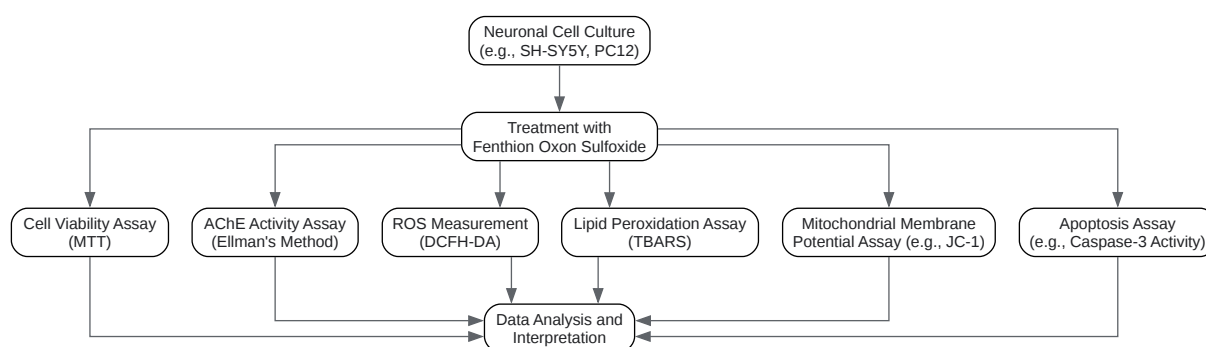 Neuronal Cell Culture
(e.g., SH-SY5Y, PC12)
Treatment with
Fenthion Oxon Sulfoxide
Cell Viability Assay
(MTT)
AChE Activity Assay
(Ellman's Method)
ROS Measurement
(DCFH-DA)
Lipid Peroxidation Assay
(TBARS)
Mitochondrial Membrane
Potential Assay (e.g., JC-1)
Apoptosis Assay
(e.g., Caspase-3 Activity)
Data Analysis and
Interpretation